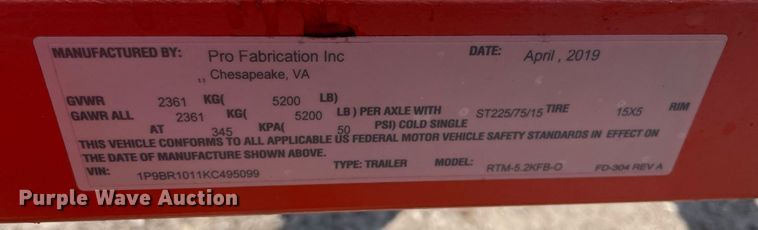 MANUFACTURED BY: Pro Fabrication Inc DATE: April , 2019
,, Chesapeake, VA
GVWR 2361 KG( 5200 LB)
GAWR ALL 2361 KG( 5200 LB ) PER AXLE WITH ST225/75/15 TIRE 15X5 RIM
AT 345 KPA( 50 PSI) COLD SINGLE
THIS VEHICLE CONFORMS TO ALL APPLICABLE US FEDERAL MOTOR VEHICLE SAFETY STANDARDS IN EFFECT ON
THE DATE OF MANUFACTURE SHOWN ABOVE.
VIN: 1P9BR1011KC495099 TYPE: TRAILER MODEL: RTM-5.2KFB-O FD-304 REV A
Purple Wave Auction